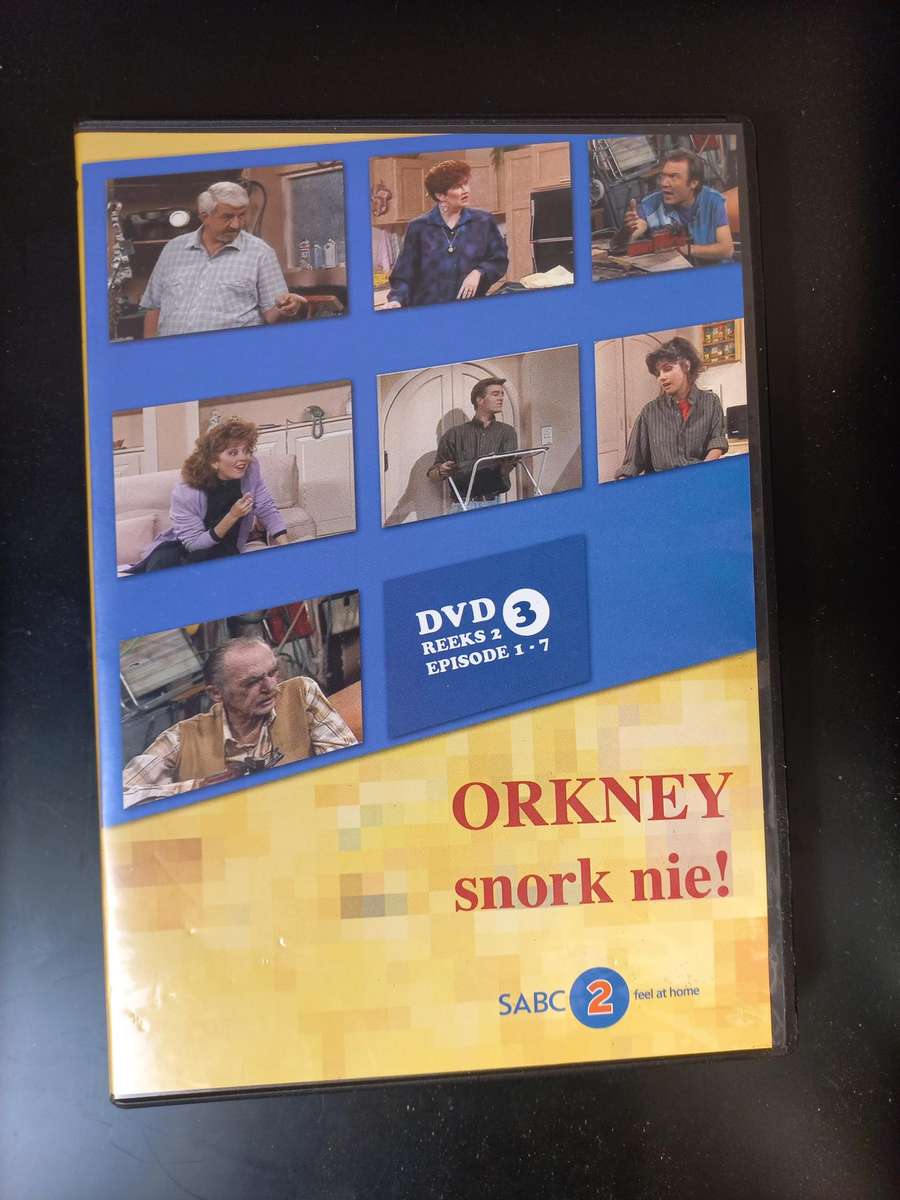 DVD 3
REEKS 2
EPISODE 1 - 7
ORKNEY
snork nie!
SABC 2 feel at home